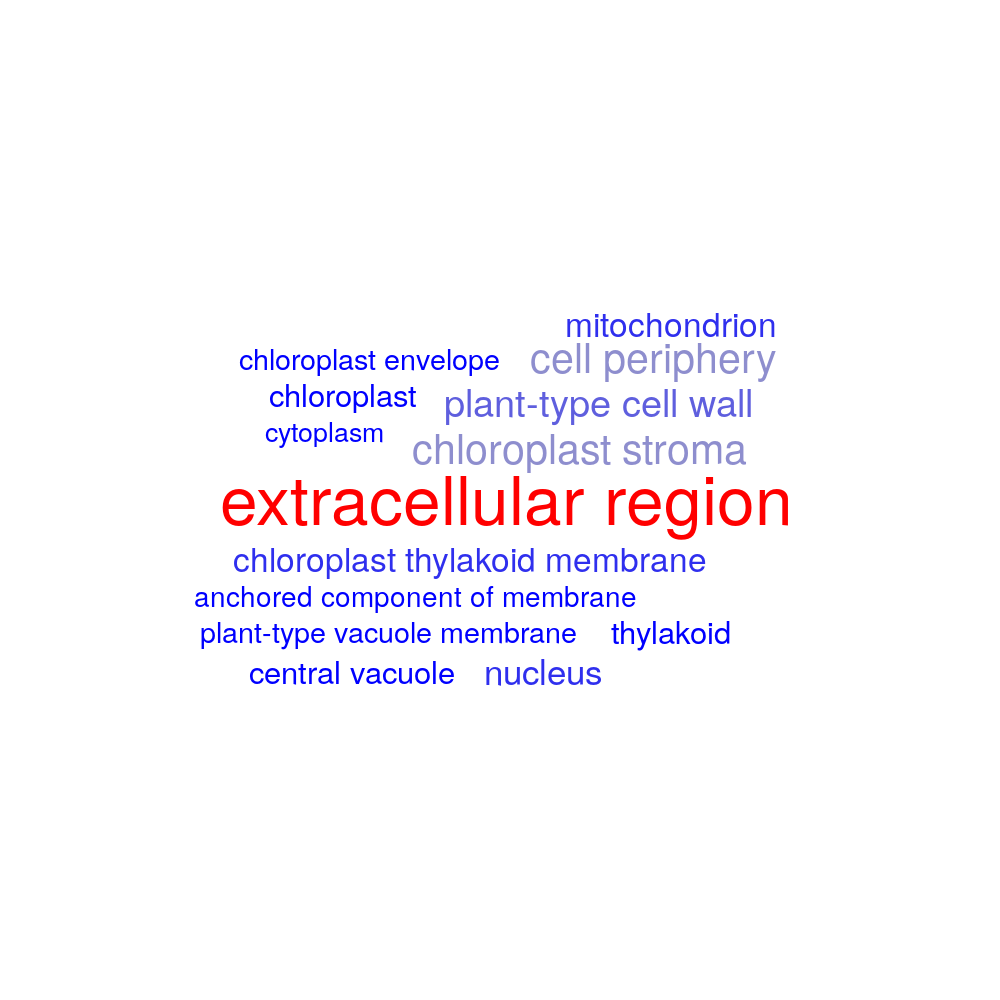 mitochondrion
chloroplast envelope cell periphery
chloroplast plant-type cell wall
cytoplasm chloroplast stroma
extracellular region
chloroplast thylakoid membrane
anchored component of membrane
plant-type vacuole membrane thylakoid
central vacuole nucleus